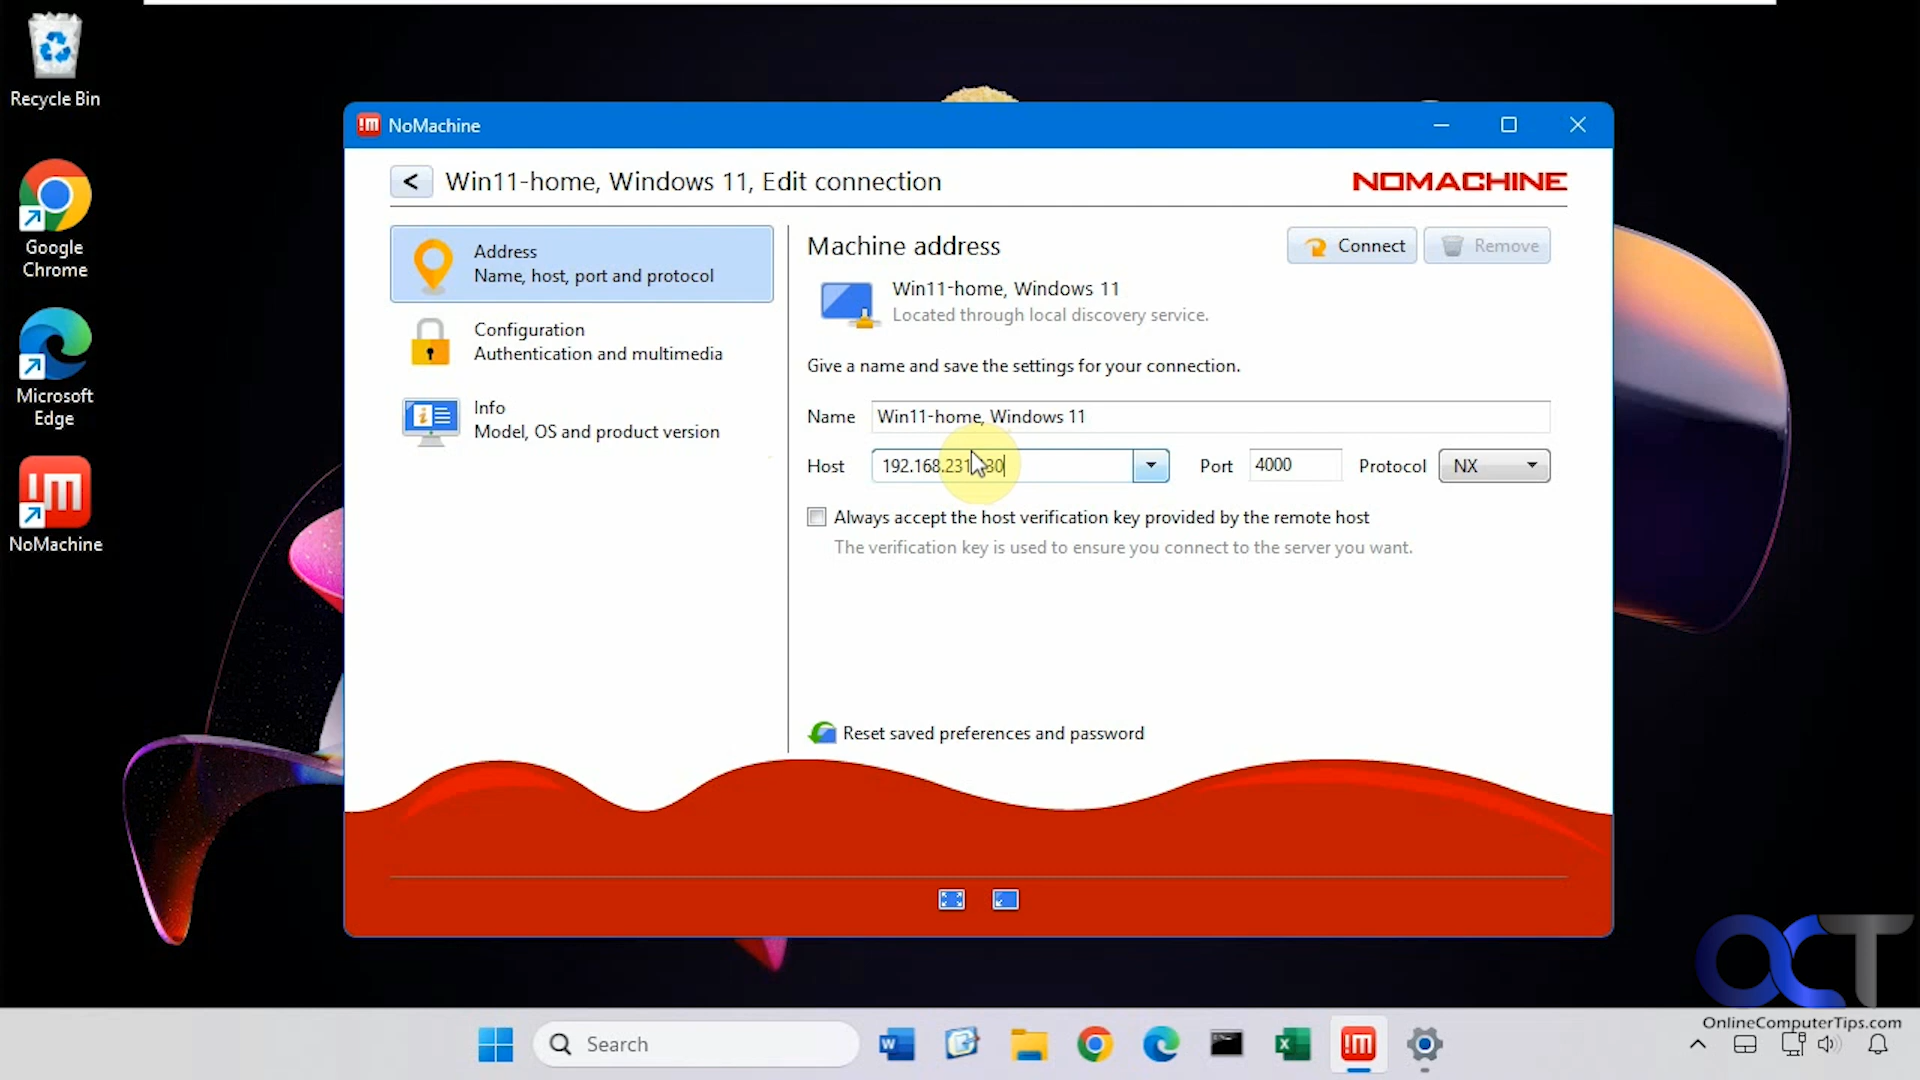 Recycle Bin
Google
Chrome
Microsoft
Edge
NoMachine
NoMachine
< Win11-home, Windows 11, Edit connection
NOMACHINE
Address
Name, host, port and protocol
Configuration
Authentication and multimedia
Info
Model, OS and product version
Machine address
Connect
Remove
Win11-home, Windows 11
Located through local discovery service.
Give a name and save the settings for your connection.
Name Win11-home, Windows 11
Host Port 4000 Protocol NX
Always accept the host verification key provided by the remote host
The verification key is used to ensure you connect to the server you want.
Reset saved preferences and password
Search
OCT
OnlineComputerTips.com